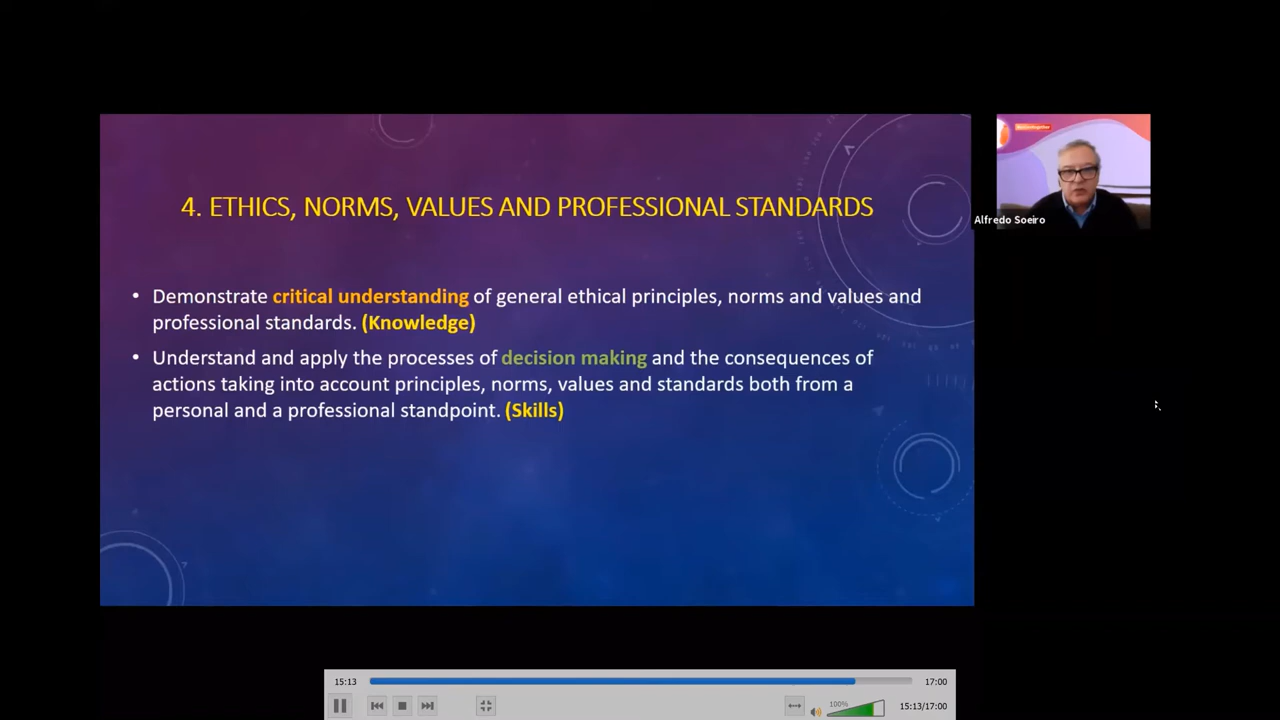 4. ETHICS, NORMS, VALUES AND PROFESSIONAL STANDARDS
• Demonstrate critical understanding of general ethical principles, norms and values and
professional standards. (Knowledge)
• Understand and apply the processes of decision making and the consequences of
actions taking into account principles, norms, values and standards both from a
personal and a professional standpoint. (Skills)
Alfredo Soeiro
15:13
17:00
100%
15:13/17:00